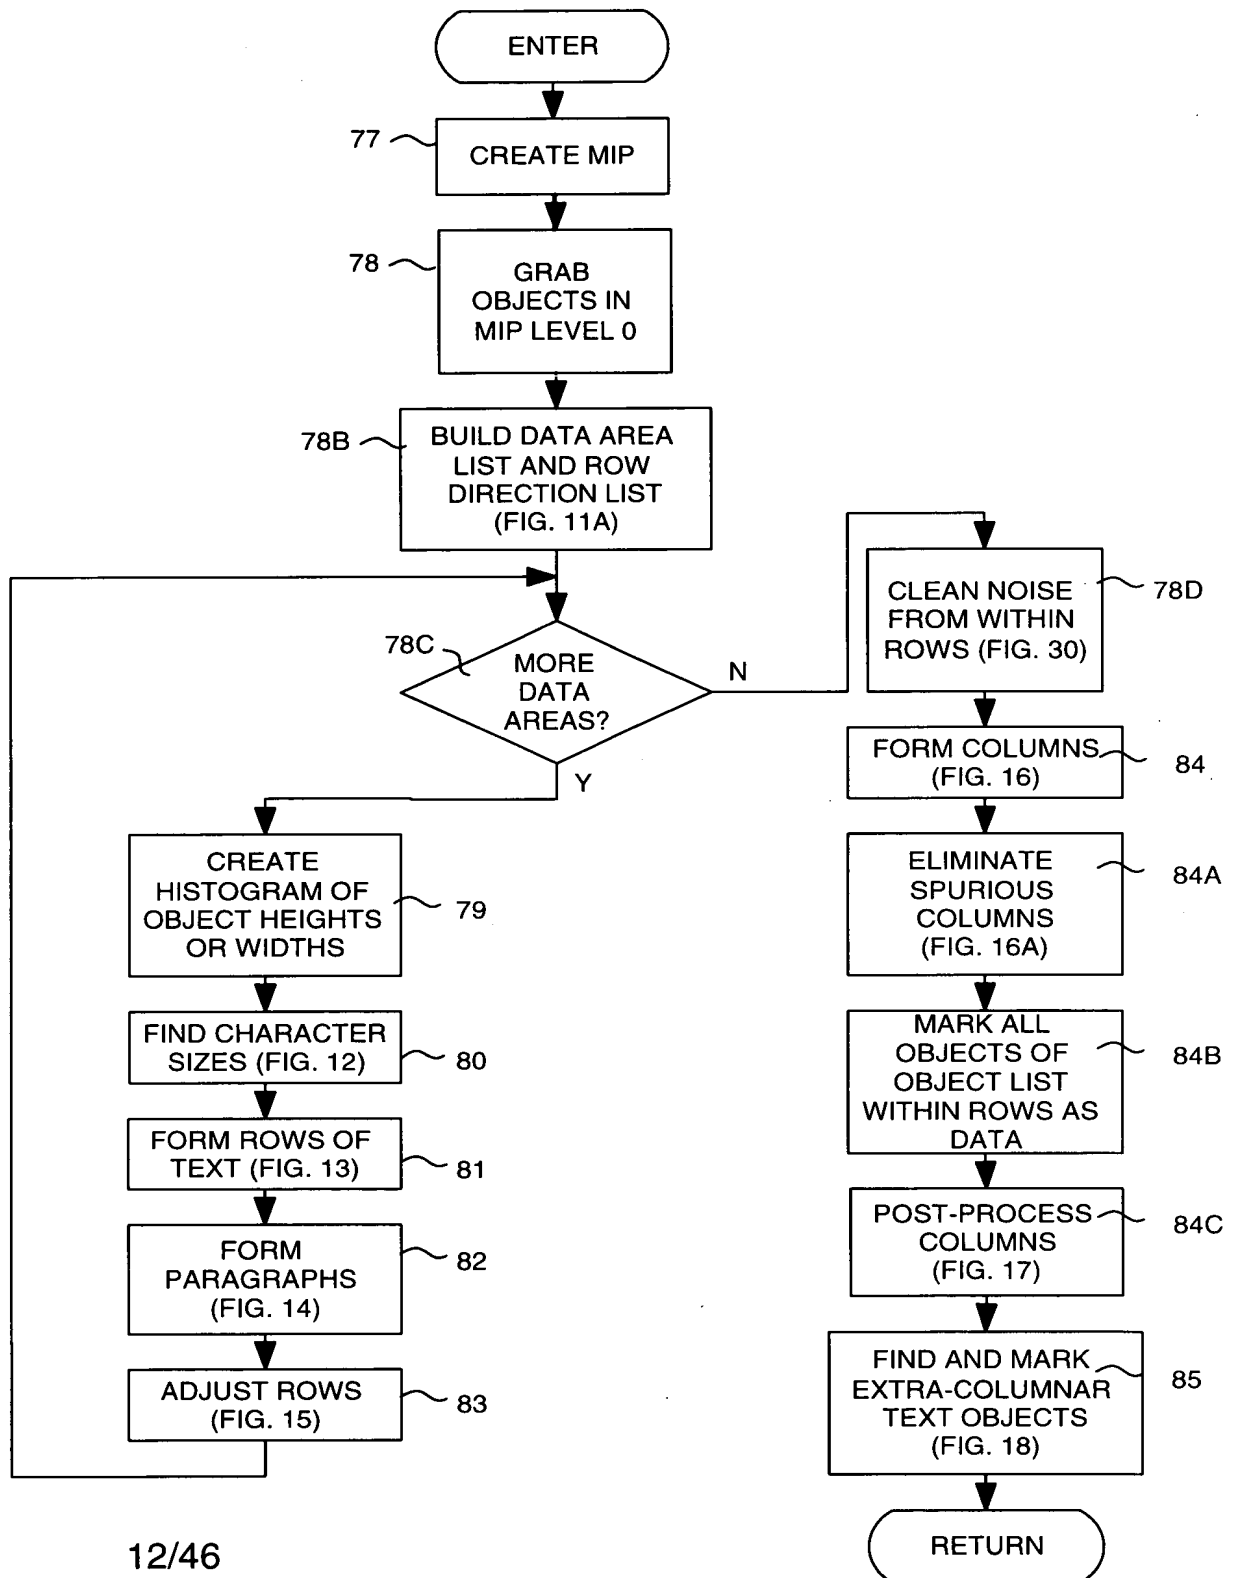 ENTER
77
CREATE MIP
78
GRAB
OBJECTS IN
MIP LEVEL 0
78B
BUILD DATA AREA
LIST AND ROW
DIRECTION LIST
(FIG. 11A)
78C
MORE
DATA
AREAS?
N
Y
CREATE
HISTOGRAM OF
OBJECT HEIGHTS
OR WIDTHS
79
FIND CHARACTER
SIZES (FIG. 12)
80
FORM ROWS OF
TEXT (FIG. 13)
81
FORM
PARAGRAPHS
(FIG. 14)
82
ADJUST ROWS
(FIG. 15)
83
CLEAN NOISE
FROM WITHIN
ROWS (FIG. 30)
78D
FORM COLUMNS
(FIG. 16)
84
ELIMINATE
SPURIOUS
COLUMNS
(FIG. 16A)
84A
MARK ALL
OBJECTS OF
OBJECT LIST
WITHIN ROWS AS
DATA
84B
POST-PROCESS
COLUMNS
(FIG. 17)
84C
FIND AND MARK
EXTRA-COLUMNAR
TEXT OBJECTS
(FIG. 18)
85
RETURN
12/46